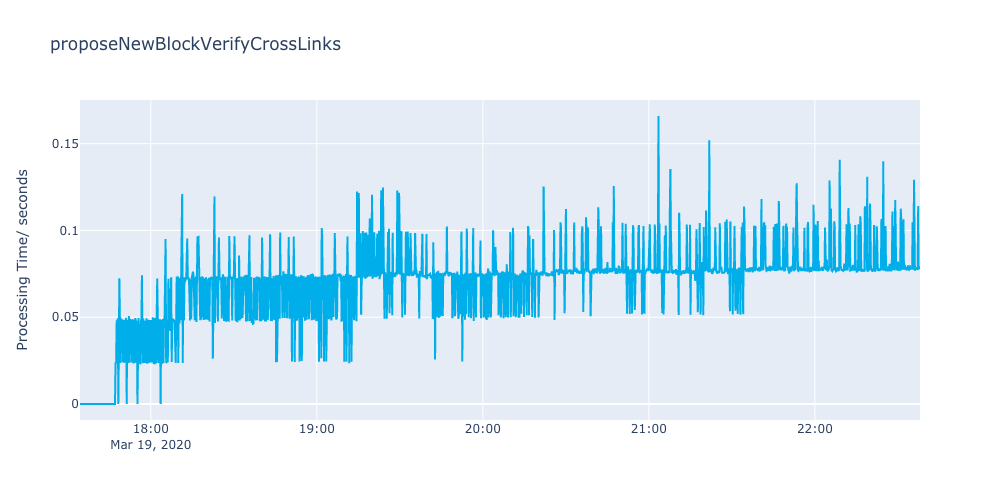 proposeNewBlockVerifyCrossLinks
Processing Time/ seconds
0.15
0.1
0.05
0
18:00 19:00 20:00 21:00 22:00
Mar 19, 2020